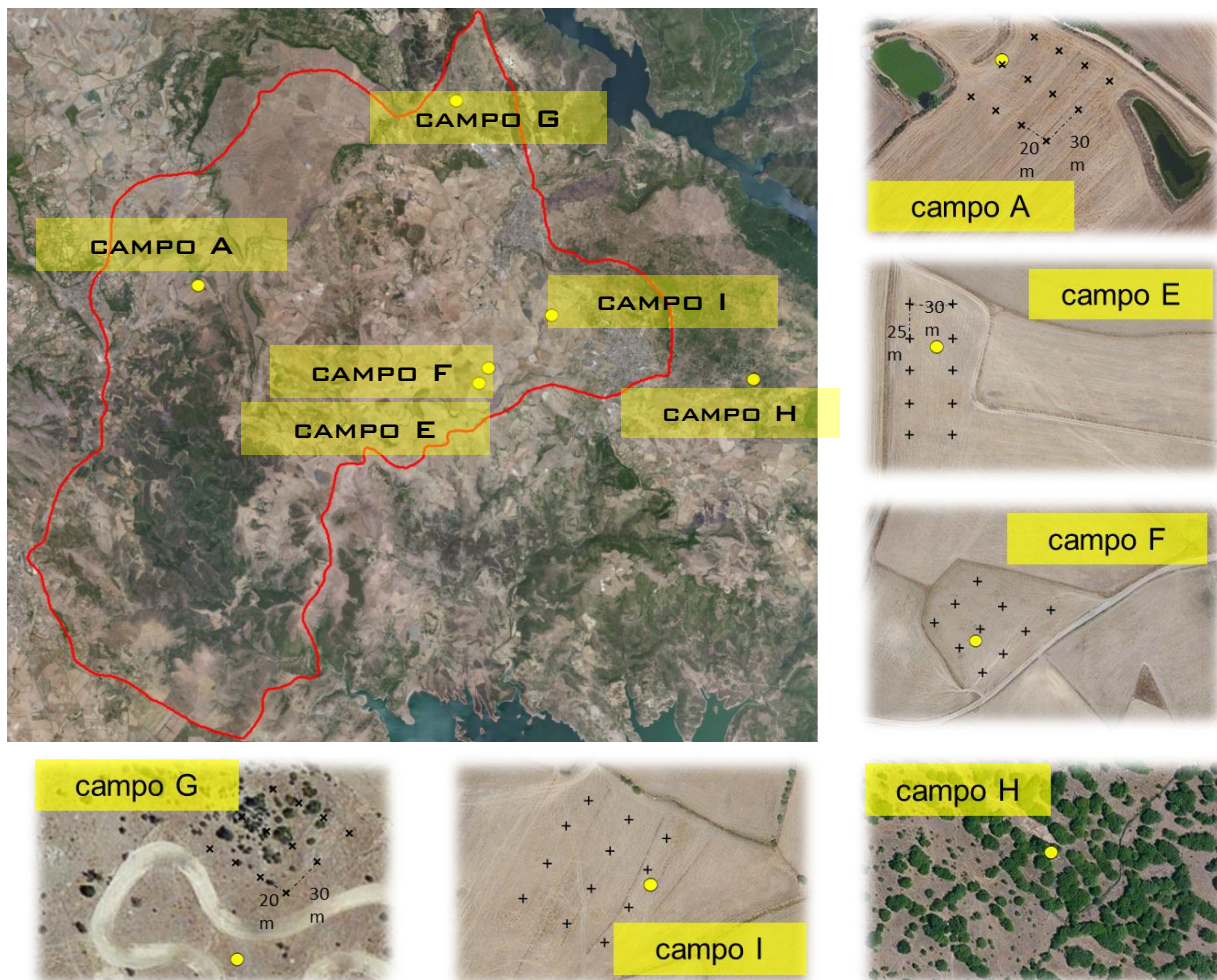 CAMPO G
CAMPO A
CAMPO I
CAMPO F
CAMPO H
CAMPO E
20
m
30
m
campo A
campo E
30
m
25
m
campo F
campo G
20
m
30
m
campo I
campo H